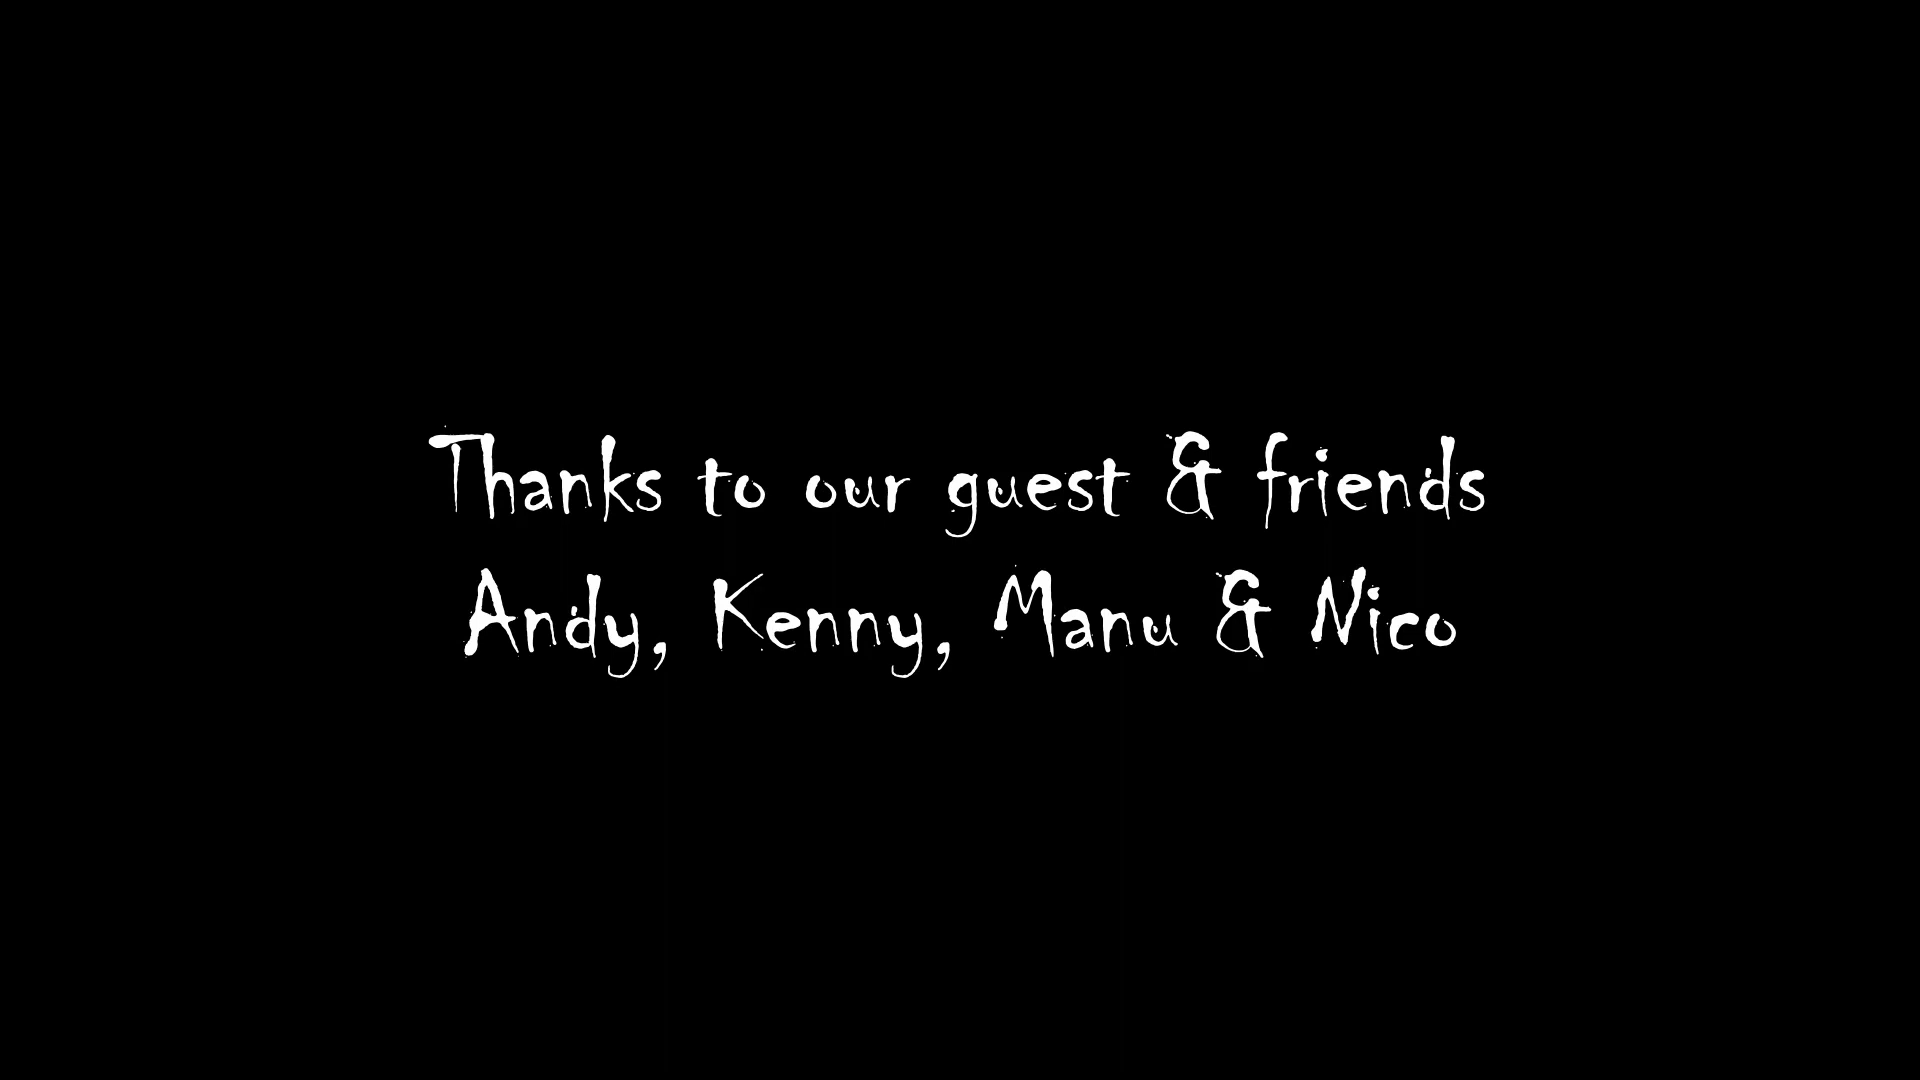 Thanks to our guest & friends
Andy, Kenny, Manu & Nico